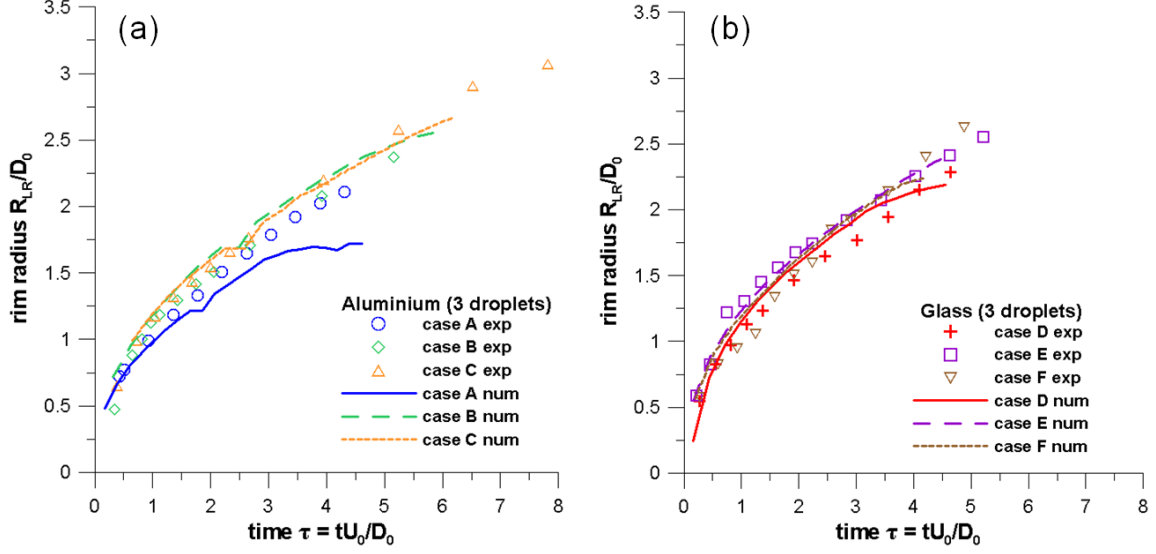 (a)
rim radius R_LR/D_0
3.5
3
2.5
2
1.5
1
0.5
0
0 1 2 3 4 5 6 7 8
time τ = tU_0/D_0
Aluminium (3 droplets)
case A exp
case B exp
case C exp
case A num
case B num
case C num
(b)
rim radius R_LR/D_0
3.5
3
2.5
2
1.5
1
0.5
0
0 1 2 3 4 5 6 7 8
time τ = tU_0/D_0
Glass (3 droplets)
case D exp
case E exp
case F exp
case D num
case E num
case F num